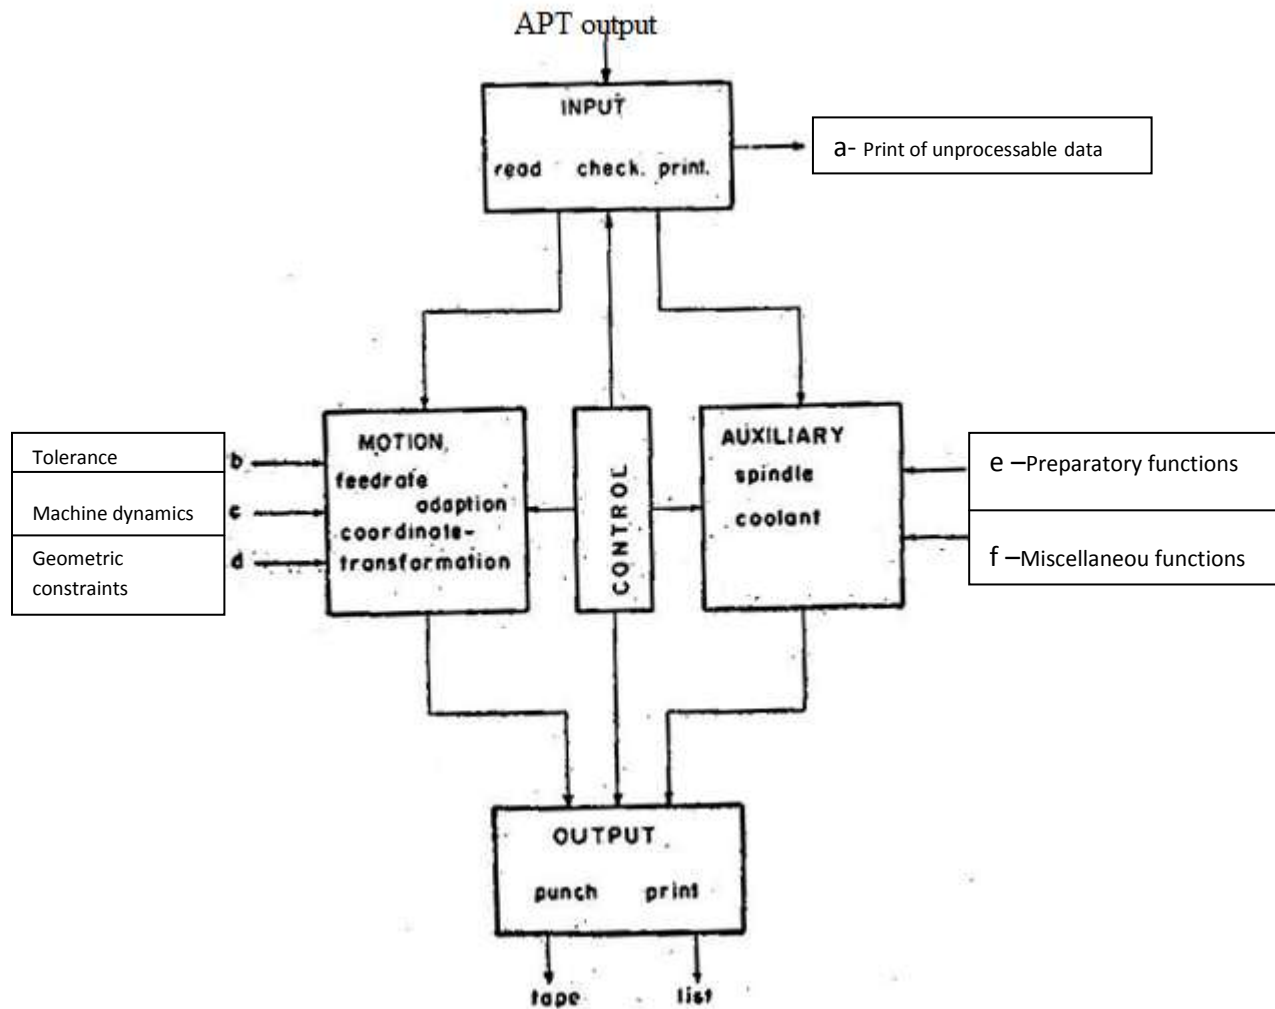 APT output
INPUT
read check. print.
a- Print of unprocessable data
Tolerance
Machine dynamics
Geometric
constraints
b
c
d
MOTION
feedrate
adaption
coordinate-
transformation
CONTROL
AUXILIARY
spindle
coolant
e –Preparatory functions
f –Miscellaneou functions
OUTPUT
punch print
tape list